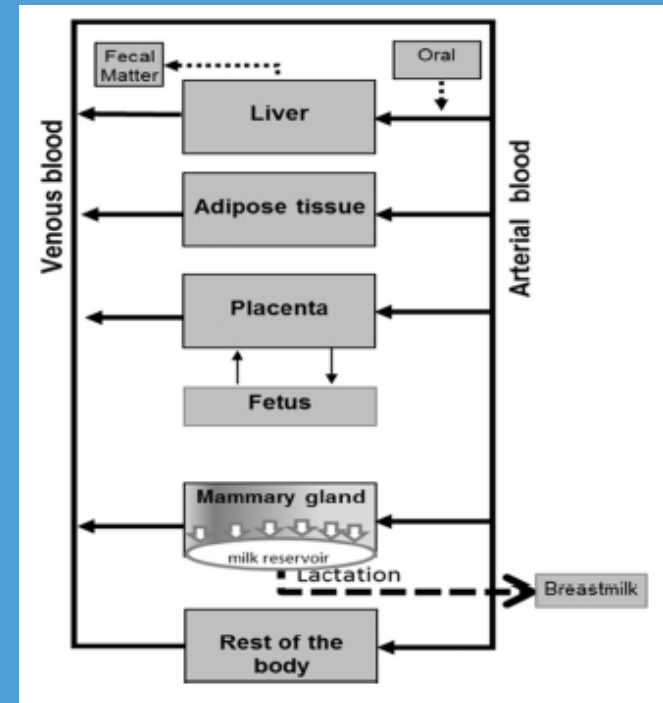 Fecal
Matter
Oral
Liver
Venous blood
Arterial blood
Adipose tissue
Placenta
Fetus
Mammary gland
milk reservoir
Lactation
Breastmilk
Rest of the
body